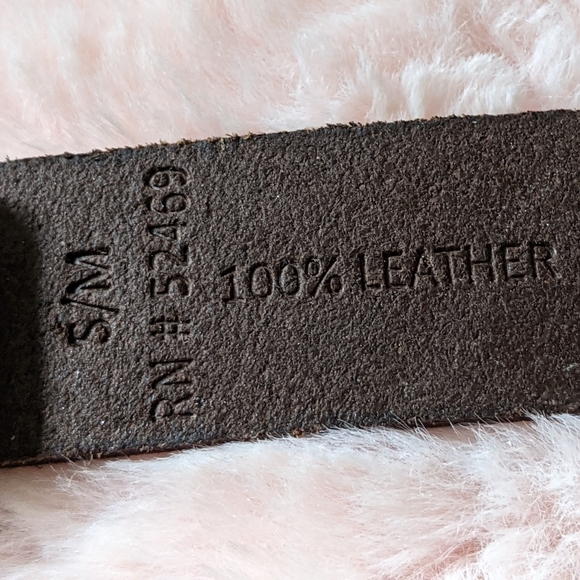 S/M
RN # 52469
100% LEATHER